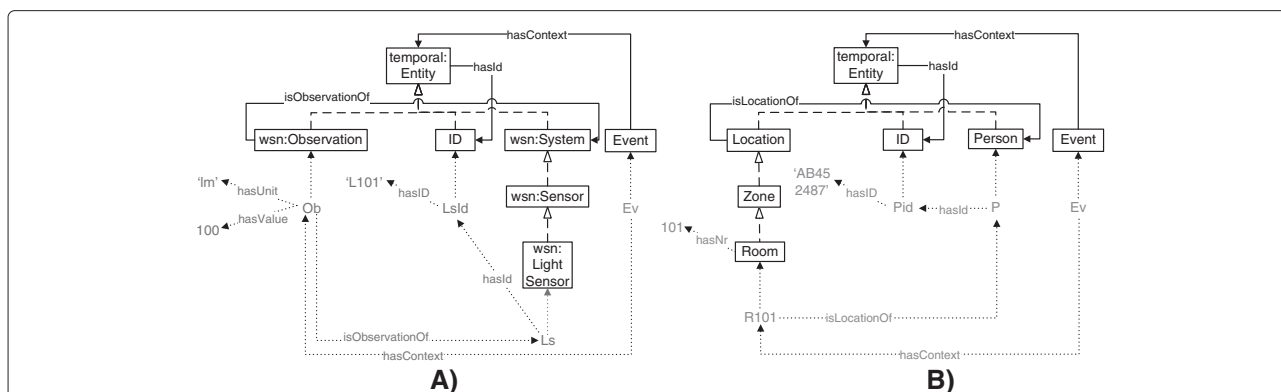 hasContext
temporal:
Entity
hasId
isObservationOf
wsn:Observation
ID
wsn:System
Event
'lm'
hasUnit
Ob
hasValue
100
'L101'
hasID
LsId
wsn:Sensor
Ev
wsn:
Light
Sensor
hasId
isObservationOf
Ls
hasContext
A)
hasContext
temporal:
Entity
hasId
isLocationOf
Location
ID
Person
Event
'AB45
2487'
hasID
Zone
Pid
hasId
P
Ev
101
hasNr
Room
R101
isLocationOf
hasContext
B)